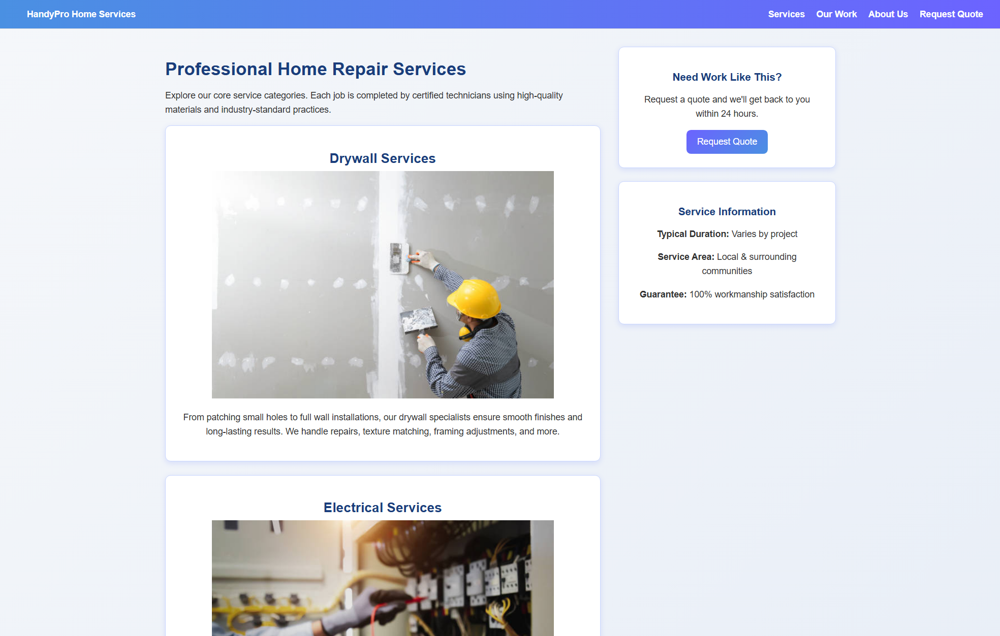 HandyPro Home Services
Services
Our Work
About Us
Request Quote
Professional Home Repair Services
Explore our core service categories. Each job is completed by certified technicians using high-quality
materials and industry-standard practices.
Drywall Services
From patching small holes to full wall installations, our drywall specialists ensure smooth finishes and
long-lasting results. We handle repairs, texture matching, framing adjustments, and more.
Electrical Services
Need Work Like This?
Request a quote and we'll get back to you
within 24 hours.
Request Quote
Service Information
Typical Duration: Varies by project
Service Area: Local & surrounding
communities
Guarantee: 100% workmanship satisfaction